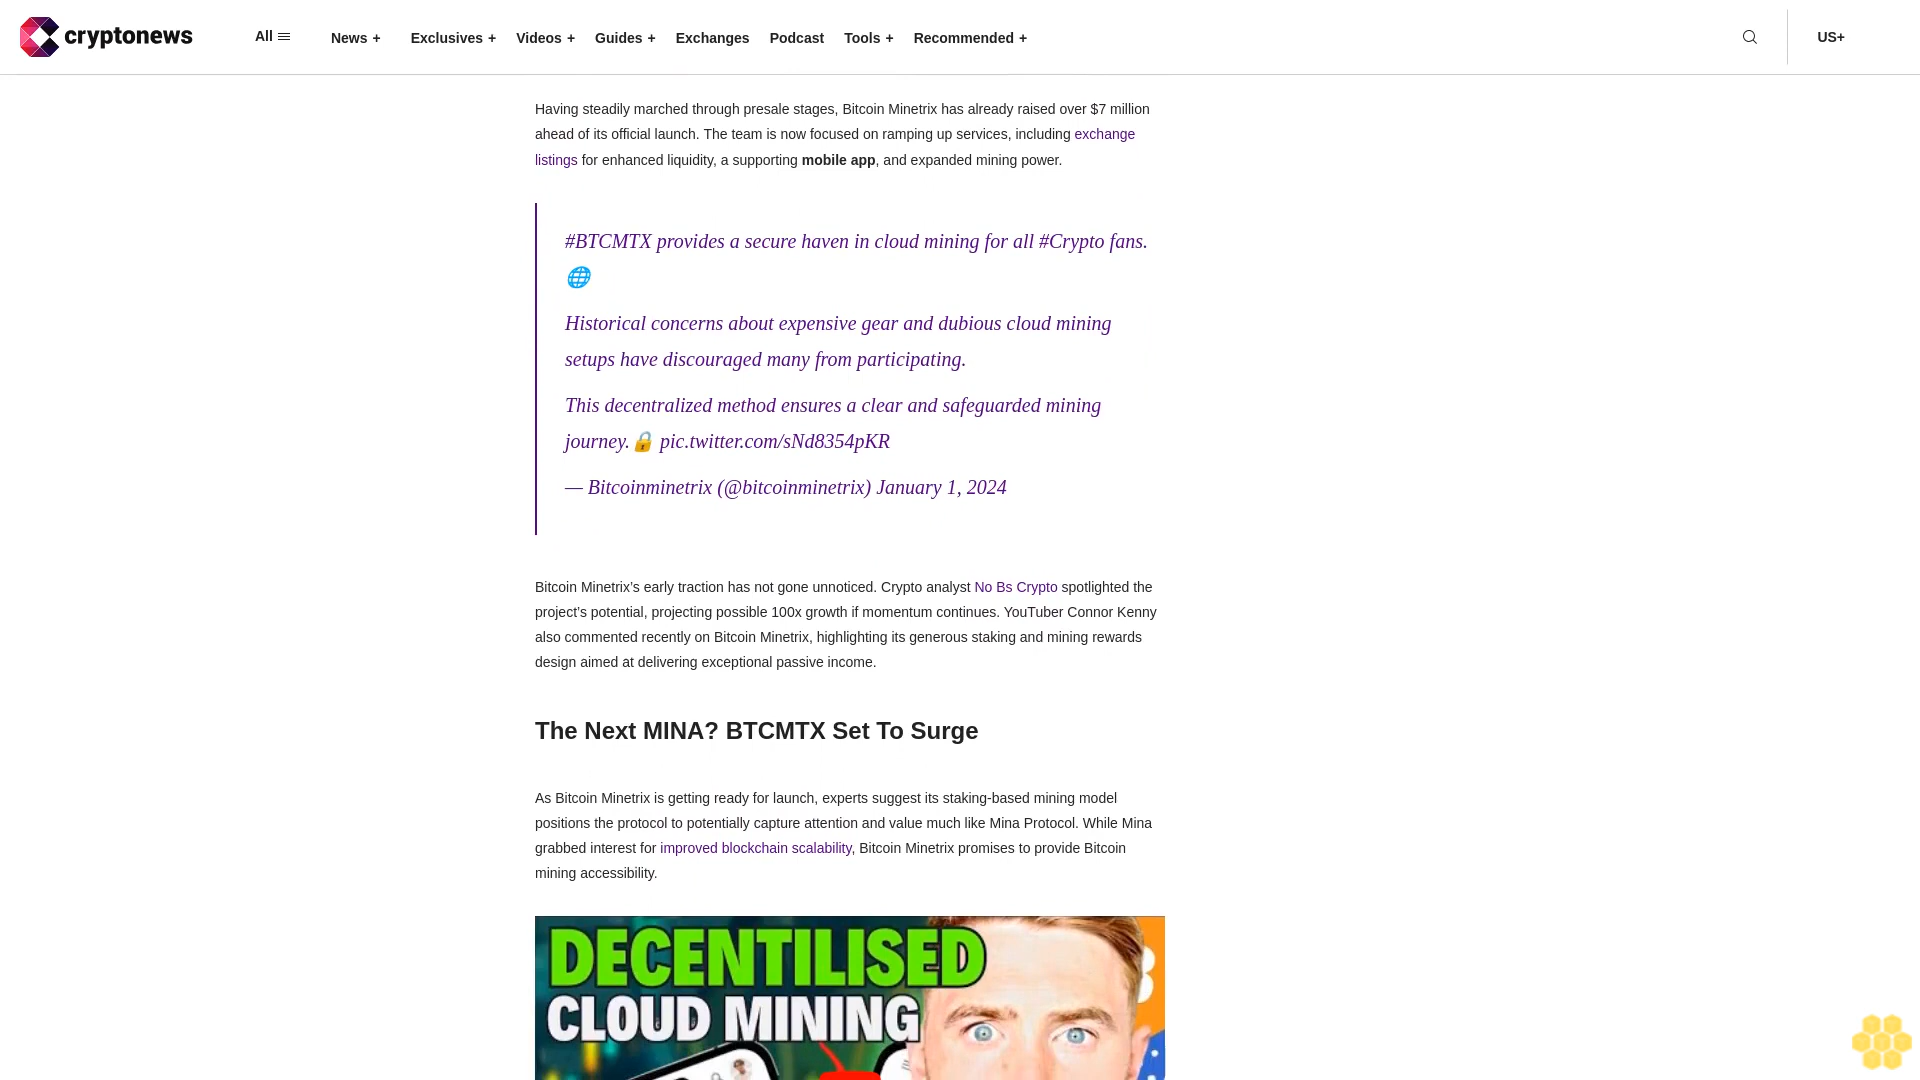 cryptonews
All
News +
Exclusives +
Videos +
Guides +
Exchanges
Podcast
Tools +
Recommended +
US+
Having steadily marched through presale stages, Bitcoin Minetrix has already raised over $7 million
ahead of its official launch. The team is now focused on ramping up services, including exchange
listings for enhanced liquidity, a supporting mobile app, and expanded mining power.
#BTCMTX provides a secure haven in cloud mining for all #Crypto fans.
🌐
Historical concerns about expensive gear and dubious cloud mining
setups have discouraged many from participating.
This decentralized method ensures a clear and safeguarded mining
journey.🔒 pic.twitter.com/sNd8354pKR
— Bitcoinminetrix (@bitcoinminetrix) January 1, 2024
Bitcoin Minetrix’s early traction has not gone unnoticed. Crypto analyst No Bs Crypto spotlighted the
project’s potential, projecting possible 100x growth if momentum continues. YouTuber Connor Kenny
also commented recently on Bitcoin Minetrix, highlighting its generous staking and mining rewards
design aimed at delivering exceptional passive income.
The Next MINA? BTCMTX Set To Surge
As Bitcoin Minetrix is getting ready for launch, experts suggest its staking-based mining model
positions the protocol to potentially capture attention and value much like Mina Protocol. While Mina
grabbed interest for improved blockchain scalability, Bitcoin Minetrix promises to provide Bitcoin
mining accessibility.
DECENTILISED
CLOUD MINING